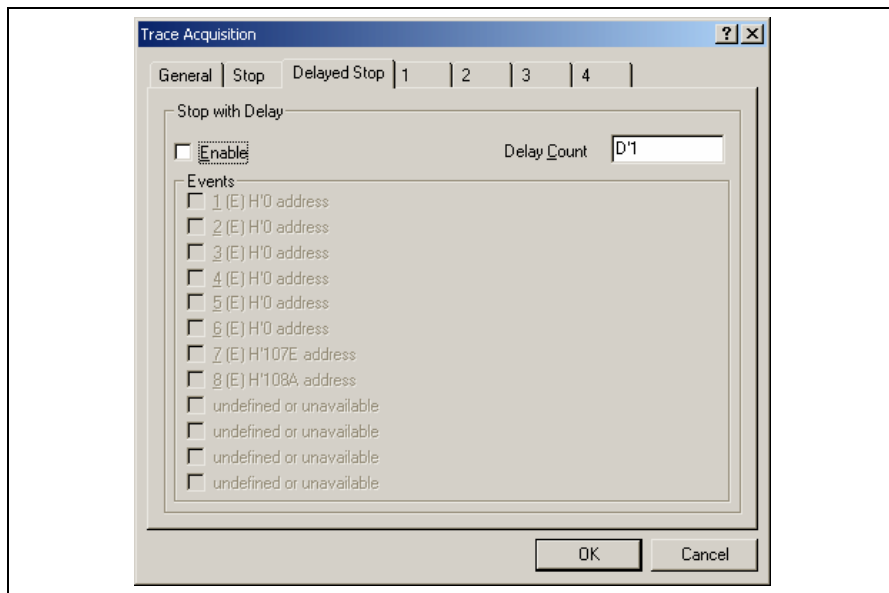 Trace Acquisition
General Stop Delayed Stop 1 2 3 4
Stop with Delay
Enable Delay Count D'1
Events
1 (E) H'0 address
2 (E) H'0 address
3 (E) H'0 address
4 (E) H'0 address
5 (E) H'0 address
6 (E) H'0 address
7 (E) H'107E address
8 (E) H'108A address
undefined or unavailable
undefined or unavailable
undefined or unavailable
undefined or unavailable
OK Cancel